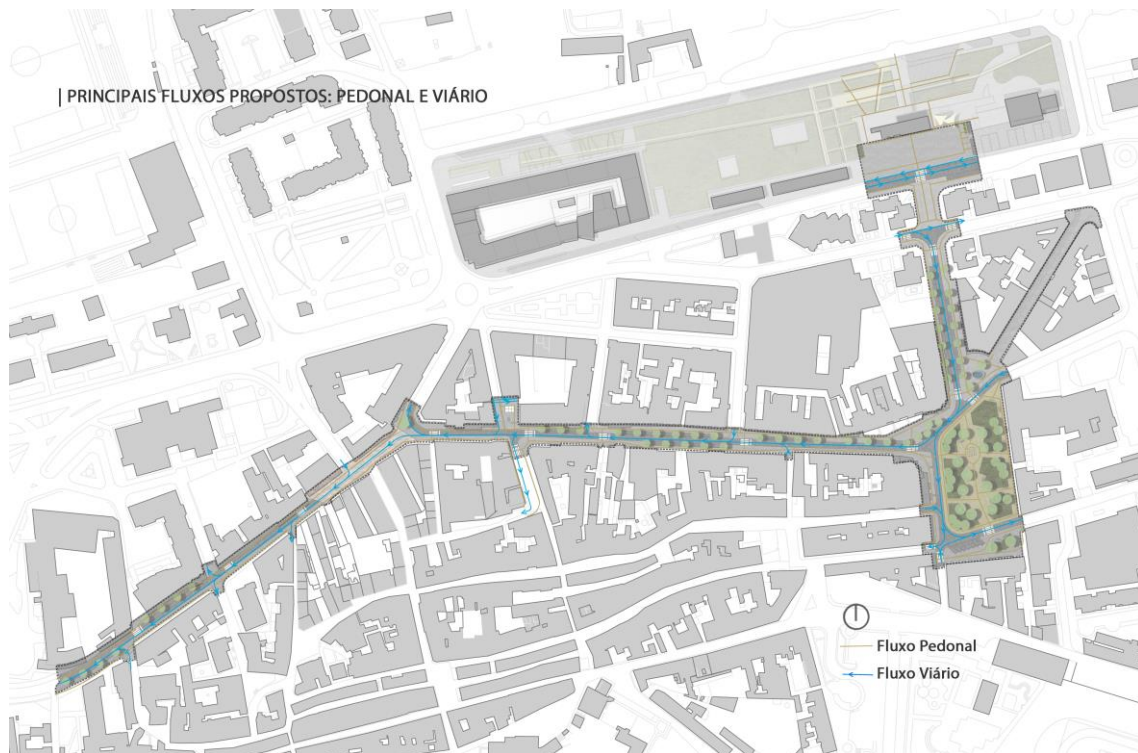 | PRINCIPAIS FLUXOS PROPOSTOS: PEDONAL E VIÁRIO
Fluxo Pedonal
Fluxo Viário